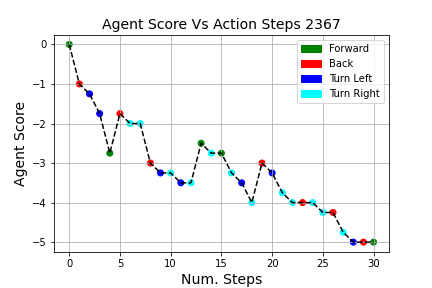 Agent Score Vs Action Steps 2367
Forward
Back
Turn Left
Turn Right
Agent Score
0
−1
−2
−3
−4
−5
0 5 10 15 20 25 30
Num. Steps